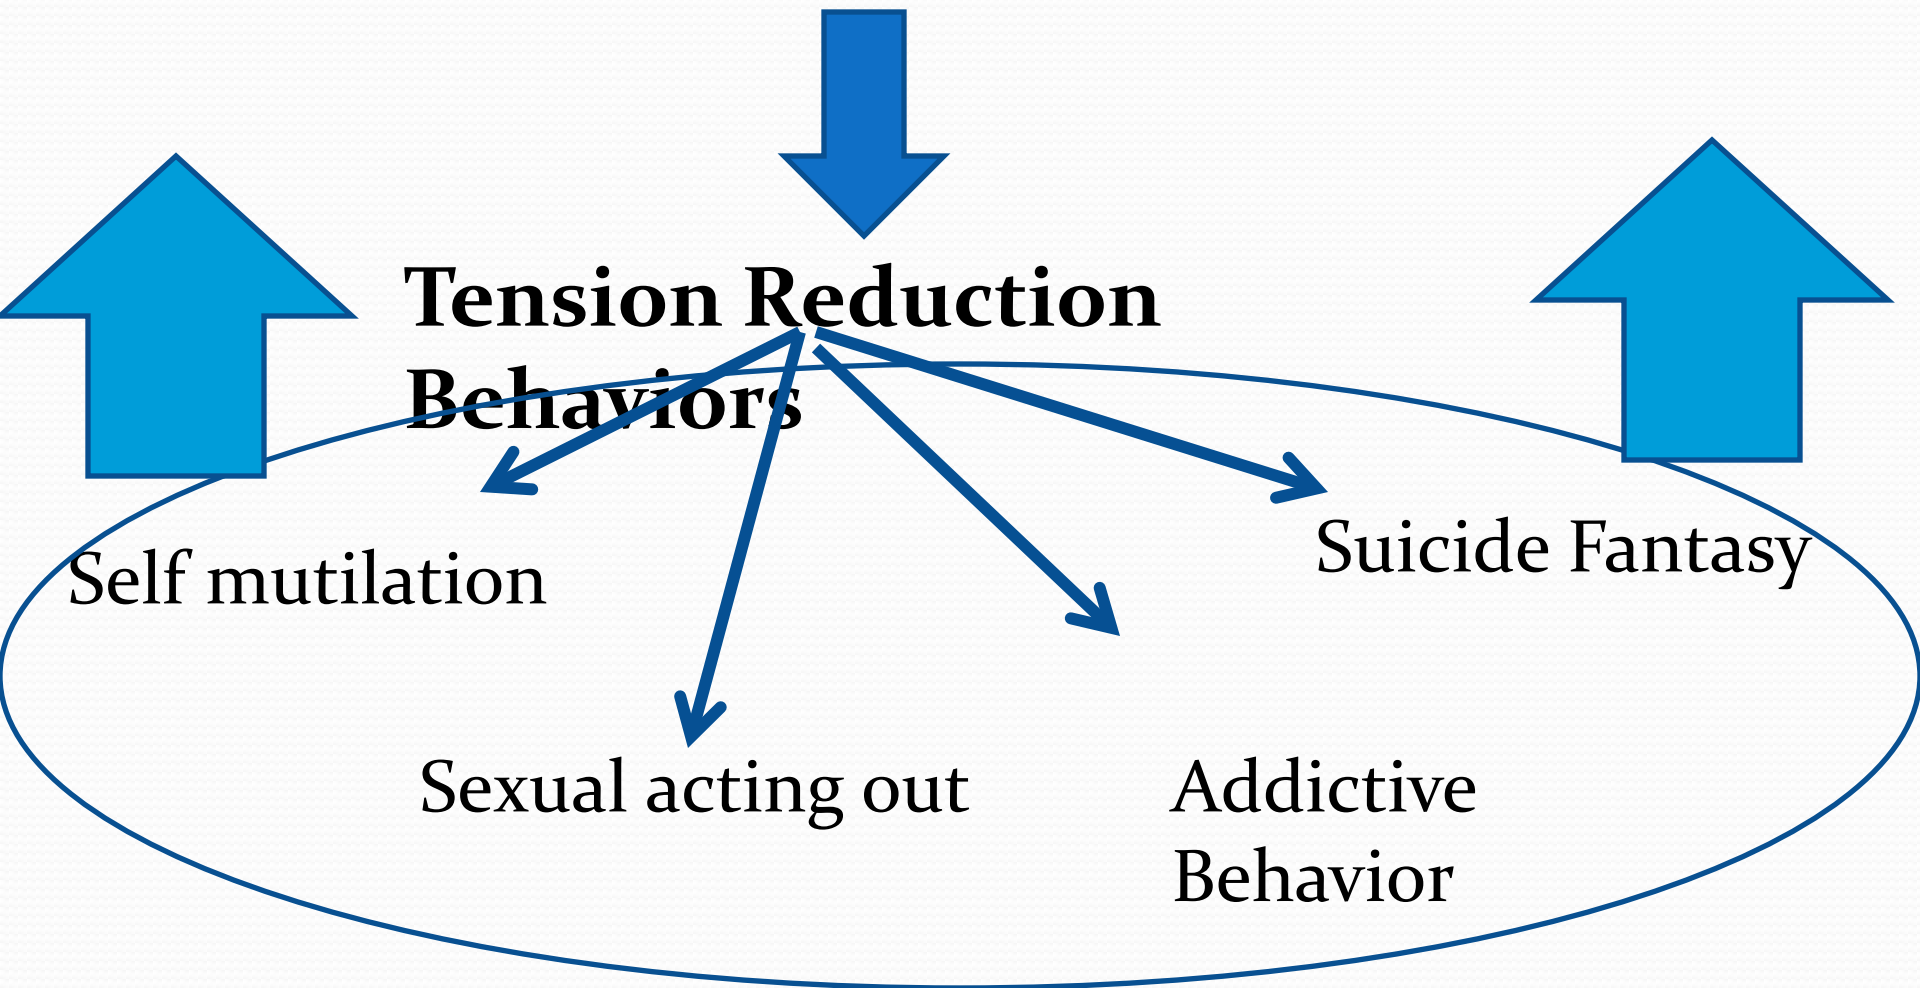 Tension Reduction
Behaviors
Suicide Fantasy
Self mutilation
Sexual acting out
Addictive
Behavior